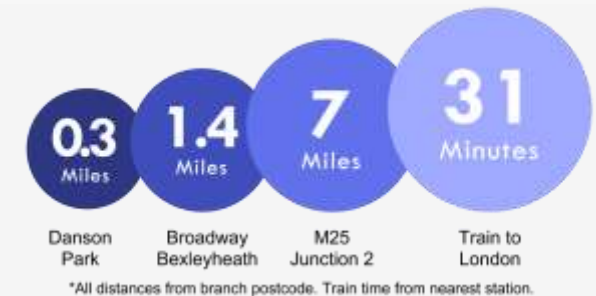 0.3
Miles
1.4
Miles
7
Miles
31
Minutes
Danson
Park
Broadway
Bexleyheath
M25
Junction 2
Train to
London
*All distances from branch postcode. Train time from nearest station.